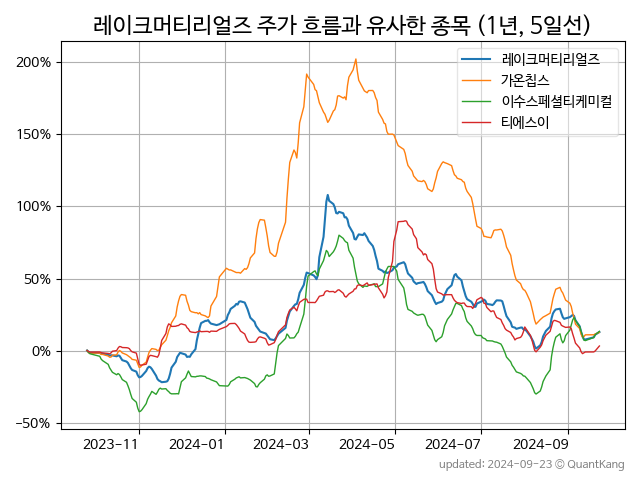 레이크머티리얼즈 주가 흐름과 유사한 종목 (1년, 5일선)
레이크머티리얼즈
가온칩스
이수스페셜티케미컬
티에스이
200%
150%
100%
50%
0%
−50%
2023−11
2024−01
2024−03
2024−05
2024−07
2024−09
updated: 2024-09-23 © QuantKang